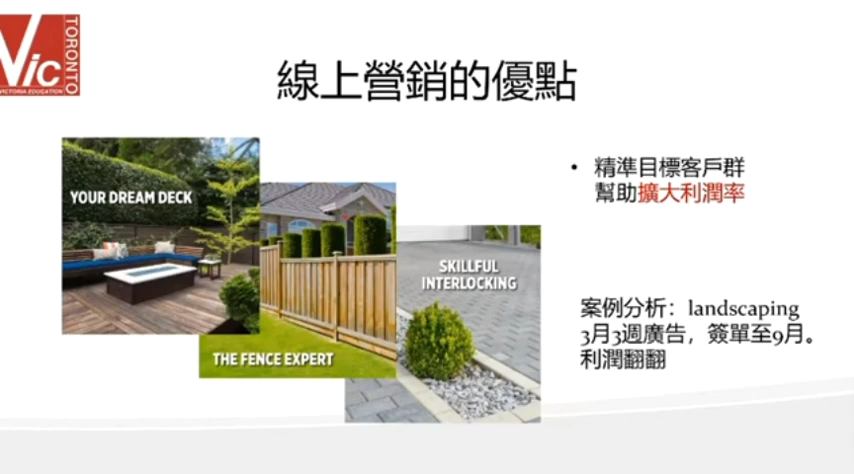 Vic
TORONTO
VICTORIA EDUCATION
線上營銷的優點
YOUR DREAM DECK
THE FENCE EXPERT
SKILLFUL
INTERLOCKING
• 精準目標客戶群
幫助擴大利潤率
案例分析：landscaping
3月3週廣告，簽單至9月。
利潤翻翻